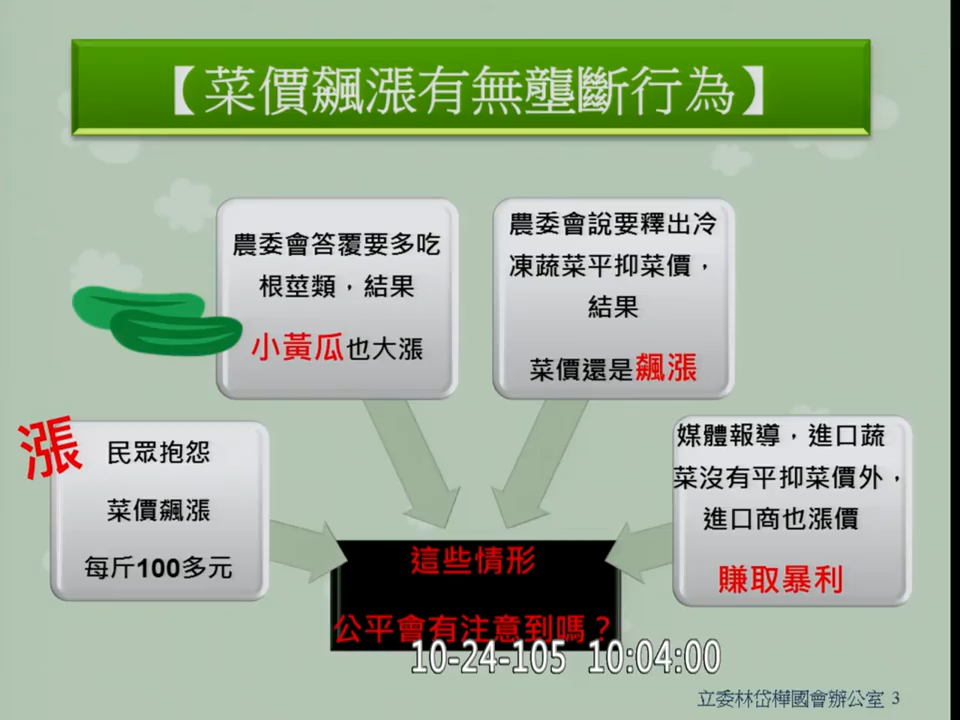 【菜價飆漲有無壟斷行為】
農委會答覆要多吃
根莖類，結果
小黃瓜也大漲
農委會說要釋出冷
凍蔬菜平抑菜價，
結果
菜價還是飆漲
漲
民眾抱怨
菜價飆漲
每斤100多元
媒體報導，進口蔬
菜沒有平抑菜價外，
進口商也漲價
賺取暴利
這些情形
公平會有注意到嗎？
10-24-105 10:04:00
立委林岱樺國會辦公室 3